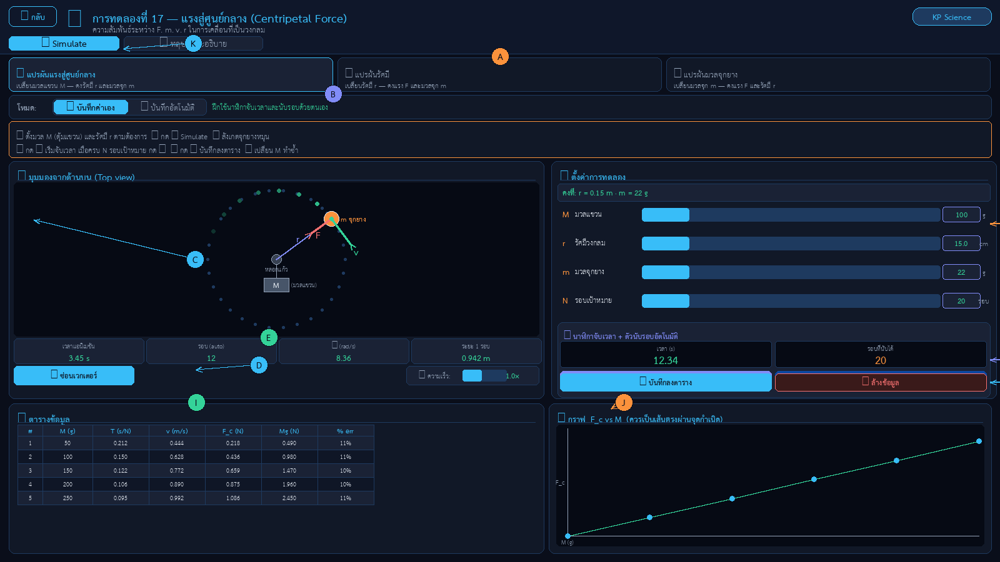 กลับ
การทดลองที่ 17 — แรงสู่ศูนย์กลาง (Centripetal Force)
ความสัมพันธ์ระหว่าง F, m, v, r ในการเคลื่อนที่เป็นวงกลม
KP Science
Simulate
K
A
แปรผันแรงสู่ศูนย์กลาง
เปลี่ยนมวลแขวน M — คงรัศมี r และมวลจุก m
แปรผันรัศมี
เปลี่ยนรัศมี r — คงแรง F และมวลจุก m
แปรผันมวลจุกยาง
เปลี่ยนมวลจุก m — คงแรง F และรัศมี r
B
โหมด:
บันทึกค่าเอง
บันทึกอัตโนมัติ
ฝึกใช้นาฬิกาจับเวลาและนับรอบด้วยตนเอง
ตั้งมวล M (ตุ้มแขวน) และรัศมี r ตามต้องการ กด Simulate สังเกตจุกยางหมุน
กด เริ่มจับเวลา เมื่อครบ N รอบเป้าหมาย กด กด บันทึกลงตาราง เปลี่ยน M ทำซ้ำ
มุมมองจากด้านบน (Top view)
m จุกยาง
r
F
v
C
หลอดแก้ว
M
(มวลแขวน)
E
เวลาแอนิเมชัน
3.45 s
รอบ (auto)
12
(rad/s)
8.36
ระยะ 1 รอบ
0.942 m
D
ซ่อนเวกเตอร์
ความเร็ว:
1.0×
ตั้งค่าการทดลอง
คงที่: r = 0.15 m · m = 22 g
M มวลแขวน 100 g
r รัศมีวงกลม 15.0 cm
m มวลจุกยาง 22 g
N รอบเป้าหมาย 20 รอบ
นาฬิกาจับเวลา + ตัวนับรอบอัตโนมัติ
เวลา (s)
12.34
รอบที่นับได้
20
บันทึกลงตาราง
ล้างข้อมูล
I
J
ตารางข้อมูล
# M (g) T (s/N) v (m/s) F_c (N) Mg (N) % err
1 50 0.212 0.444 0.218 0.490 11%
2 100 0.150 0.628 0.436 0.980 11%
3 150 0.122 0.772 0.659 1.470 10%
4 200 0.106 0.890 0.875 1.960 10%
5 250 0.095 0.992 1.086 2.450 11%
กราฟ F_c vs M (ควรเป็นเส้นตรงผ่านจุดกำเนิด)
F_c
M (g)